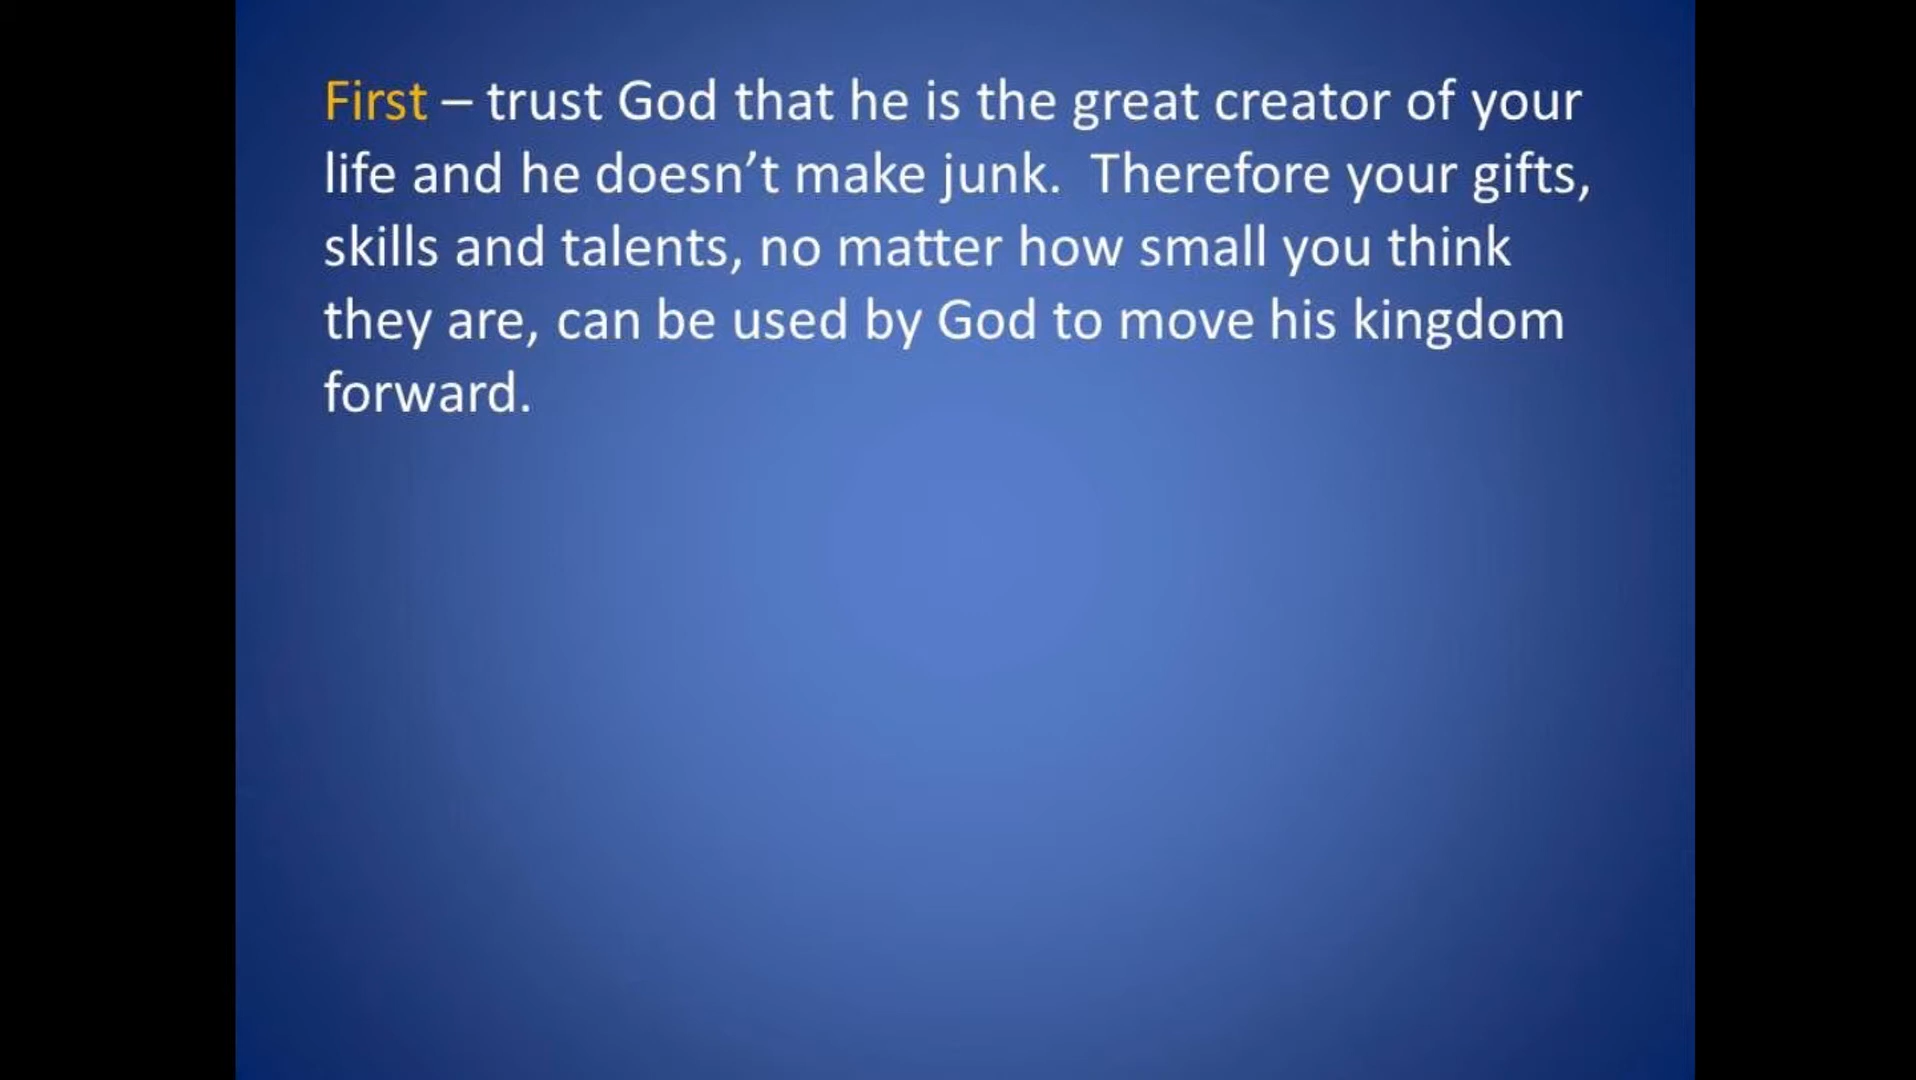 First – trust God that he is the great creator of your
life and he doesn’t make junk.  Therefore your gifts,
skills and talents, no matter how small you think
they are, can be used by God to move his kingdom
forward.